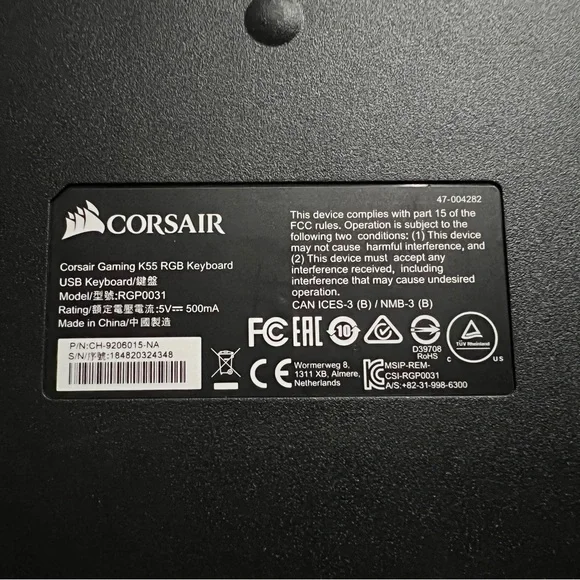 47-004282
CORSAIR
Corsair Gaming K55 RGB Keyboard
USB Keyboard/鍵盤
Model/型號:RGP0031
Rating/額定電壓電流:5V⎓ 500mA
Made in China/中國製造
P/N:CH-9206015-NA
S/N/序號:184820324348
This device complies with part 15 of the
FCC rules. Operation is subject to the
following two conditions: (1) This device
may not cause harmful interference, and
(2) This device must accept any
interference received, including
interference that may cause undesired
operation.
CAN ICES-3 (B) / NMB-3 (B)
FC EAC 10
D39708
RoHS
TÜV Rheinland
c us
CE
Wormerweg 8,
1311 XB, Almere,
Netherlands
MSIP-REM-
CSI-RGP0031
A/S:+82-31-998-6300